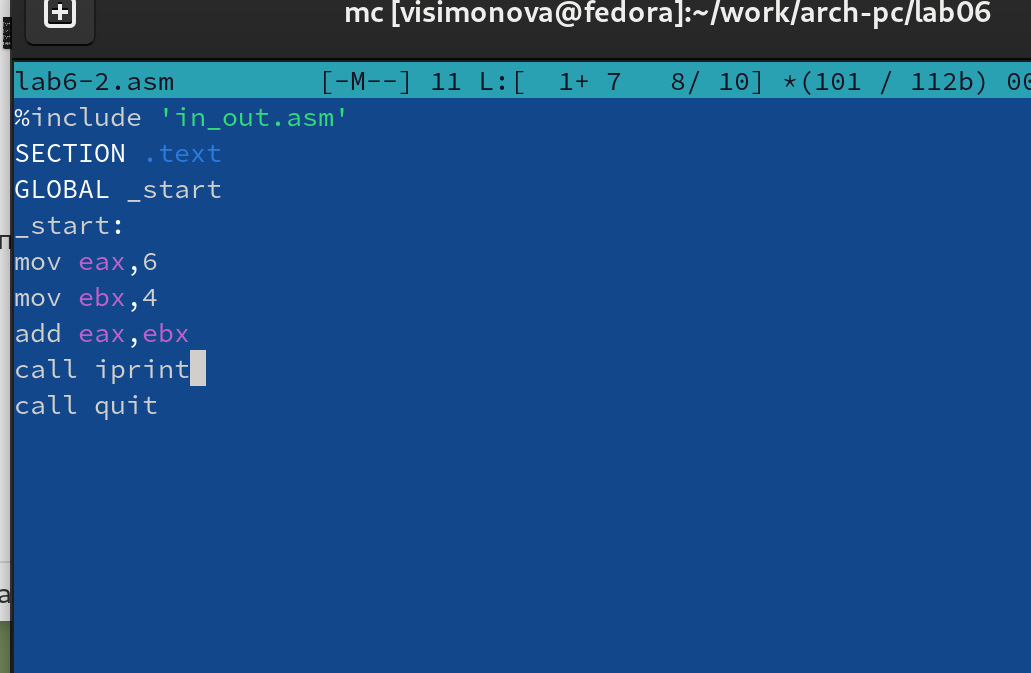 mc [visimonova@fedora]:~/work/arch-pc/lab06
lab6-2.asm [-M--] 11 L:[ 1+ 7 8/ 10] *(101 / 112b) 00
%include 'in_out.asm'
SECTION .text
GLOBAL _start
_start:
mov eax,6
mov ebx,4
add eax,ebx
call iprint
call quit